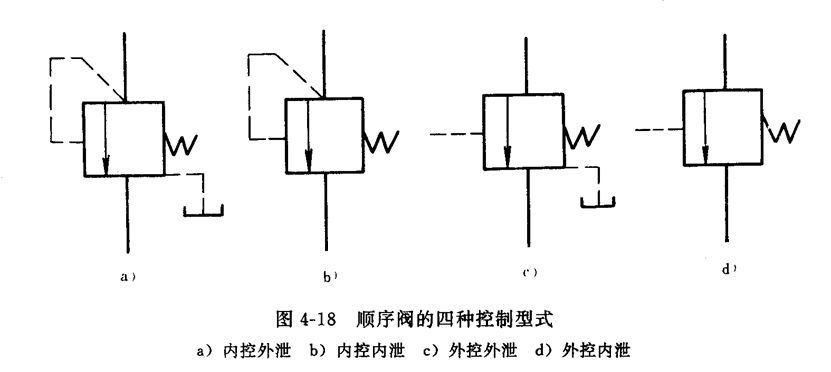 a）
b）
c）
d）
图 4-18 顺序阀的四种控制型式
a）内控外泄 b）内控内泄 c）外控外泄 d）外控内泄